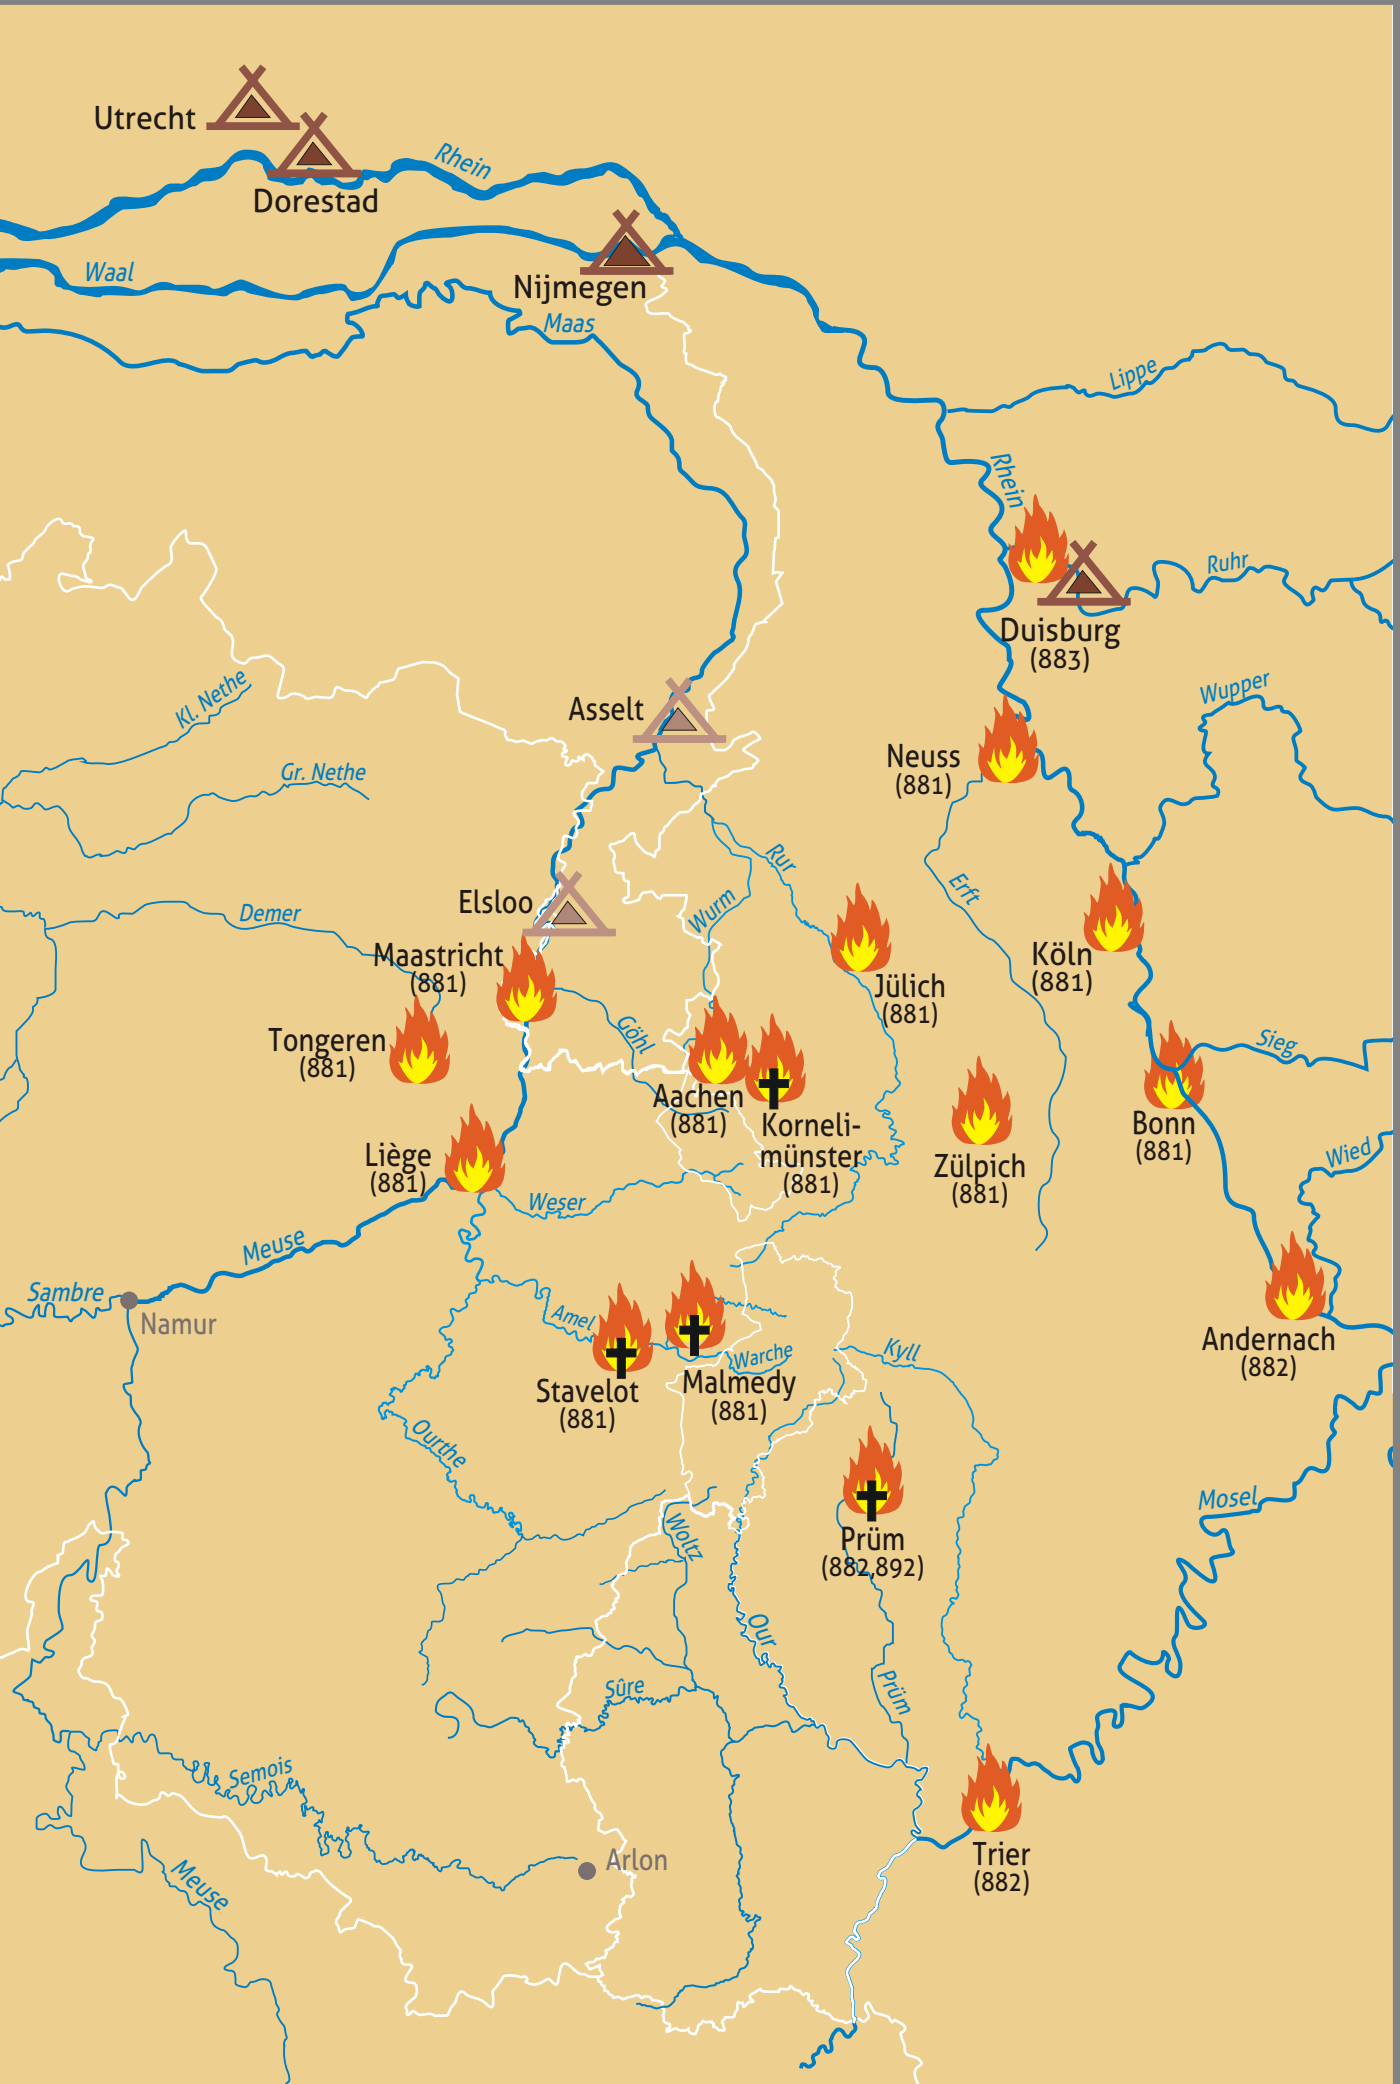 Utrecht
Rhein
Dorestad
Waal
Nijmegen
Maas
Lippe
Rhein
Ruhr
Duisburg
(883)
Kl. Nethe
Wupper
Asselt
Neuss
(881)
Gr. Nethe
Rur
Erft
Elsloo
Wurm
Demer
Maastricht
(881)
Köln
(881)
Jülich
(881)
Göhl
Tongeren
(881)
Sieg
Aachen
(881)
Korneli-
münster
(881)
Bonn
(881)
Liège
(881)
Zülpich
(881)
Wied
Weser
Meuse
Sambre
Namur
Amel
Andernach
(882)
Warche
Kyll
Stavelot
(881)
Malmedy
(881)
Ourthe
Mosel
Woltz
Prüm
(882,892)
Our
Sûre
Prüm
Semois
Trier
(882)
Arlon
Meuse